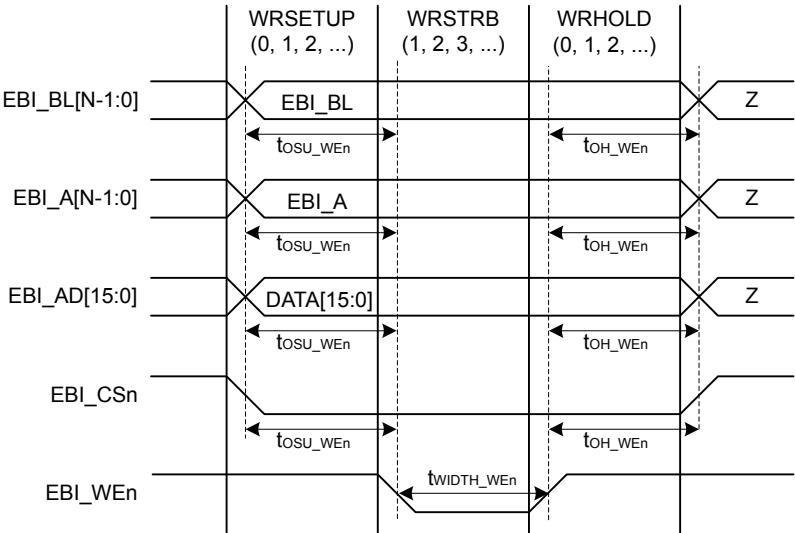 WRSETUP WRSTRB WRHOLD
(0, 1, 2, ...) (1, 2, 3, ...) (0, 1, 2, ...)
EBI_BL[N-1:0] EBI_BL Z
tOSU_WEn tOH_WEn
EBI_A[N-1:0] EBI_A Z
tOSU_WEn tOH_WEn
EBI_AD[15:0] DATA[15:0] Z
tOSU_WEn tOH_WEn
EBI_CSn
tOSU_WEn tOH_WEn
EBI_WEn tWIDTH_WEn